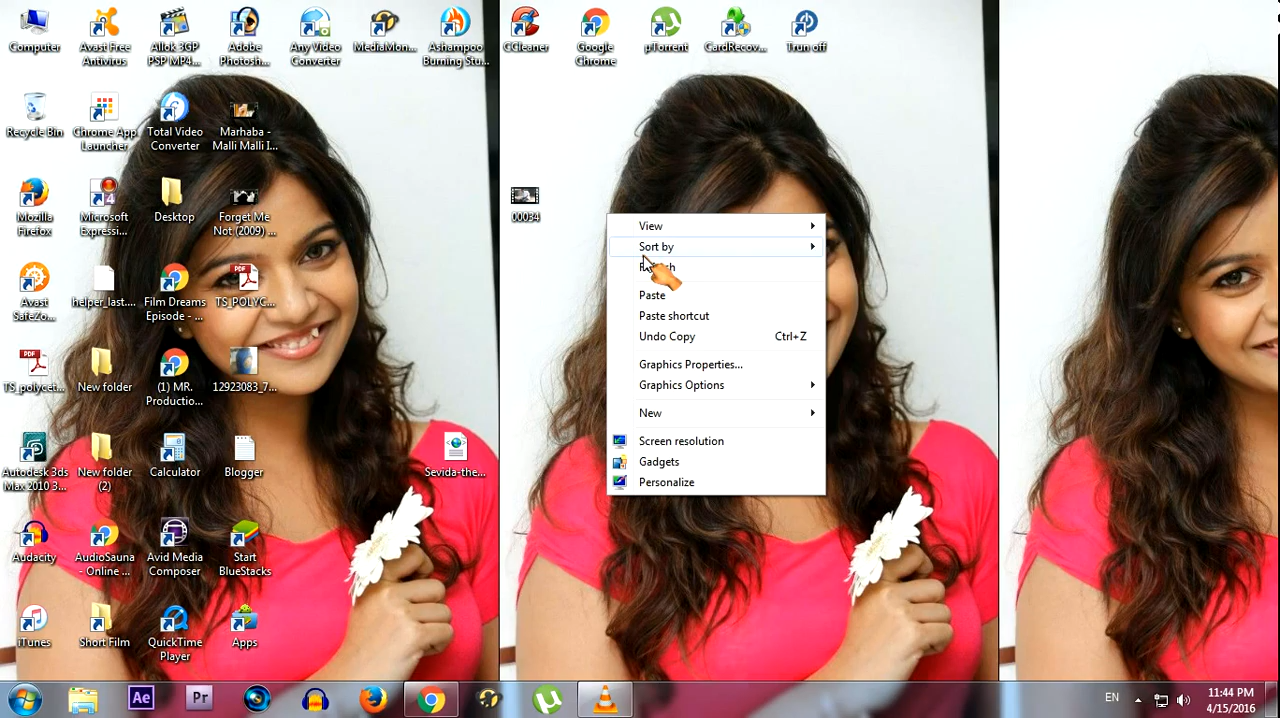 Computer
Avast Free
Antivirus
Allok 3GP
PSP MP4...
Adobe
Photosh...
Any Video
Converter
MediaMon...
Ashampoo
Burning Stu...
CCleaner
Google
Chrome
µTorrent
CardRecov...
Trun off
Recycle Bin
Chrome App
Launcher
Total Video
Converter
Marhaba -
Malli Malli I...
Mozilla
Firefox
Microsoft
Expressi...
Desktop
Forget Me
Not (2009) ...
00034
Avast
SafeZo...
helper_last....
Film Dreams
Episode - ...
TS_POLYC...
TS_polycet...
New folder
(1) MR.
Productio...
12923083_7...
Autodesk 3ds
Max 2010 3...
New folder
(2)
Calculator
Blogger
Sevida-the...
Audacity
AudioSauna
- Online ...
Avid Media
Composer
Start
BlueStacks
iTunes
Short Film
QuickTime
Player
Apps
View
Sort by
Paste
Paste shortcut
Undo Copy Ctrl+Z
Graphics Properties...
Graphics Options
New
Screen resolution
Gadgets
Personalize
Ae
Pr
EN
11:44 PM
4/15/2016